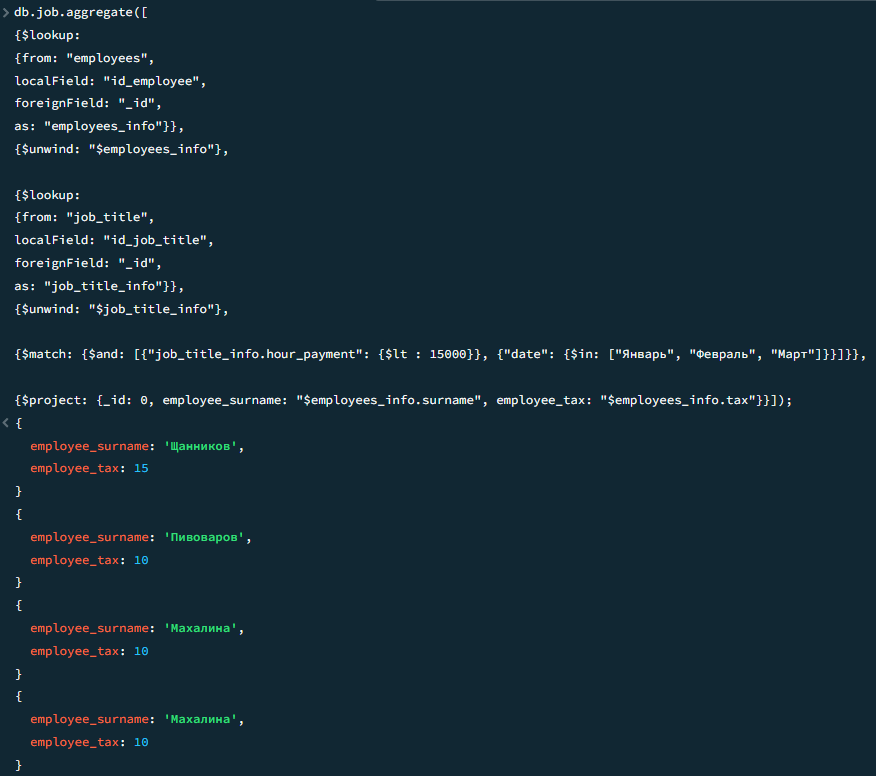 > db.job.aggregate([
{$lookup:
{from: "employees",
localField: "id_employee",
foreignField: "_id",
as: "employees_info"}},
{$unwind: "$employees_info"},
{$lookup:
{from: "job_title",
localField: "id_job_title",
foreignField: "_id",
as: "job_title_info"}},
{$unwind: "$job_title_info"},
{$match: {$and: [{"job_title_info.hour_payment": {$lt : 15000}}, {"date": {$in: ["Январь", "Февраль", "Март"]}}]}},
{$project: {_id: 0, employee_surname: "$employees_info.surname", employee_tax: "$employees_info.tax"}}]);
< {
employee_surname: 'Щанников',
employee_tax: 15
}
{
employee_surname: 'Пивоваров',
employee_tax: 10
}
{
employee_surname: 'Махалина',
employee_tax: 10
}
{
employee_surname: 'Махалина',
employee_tax: 10
}